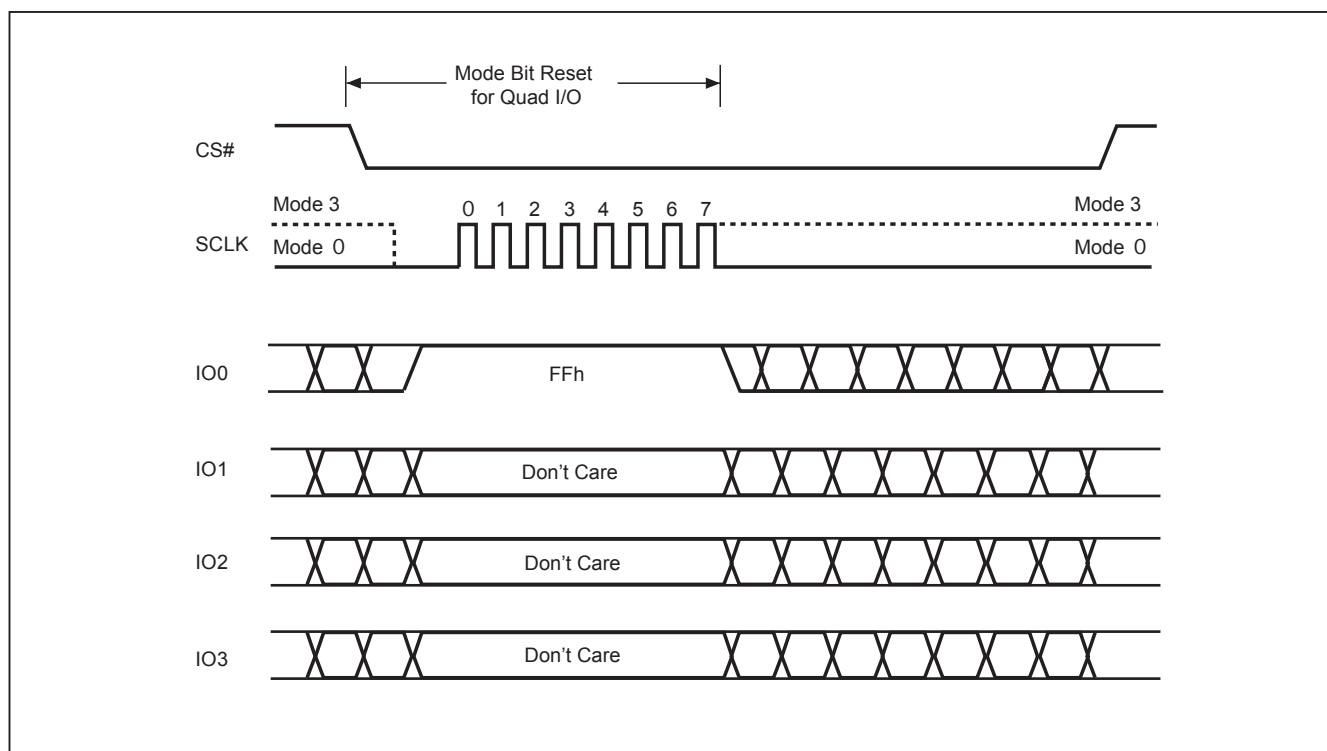 Mode Bit Reset
for Quad I/O
CS#
Mode 3
0 1 2 3 4 5 6 7
Mode 3
SCLK
Mode 0
Mode 0
IO0
FFh
IO1
Don't Care
IO2
Don't Care
IO3
Don't Care